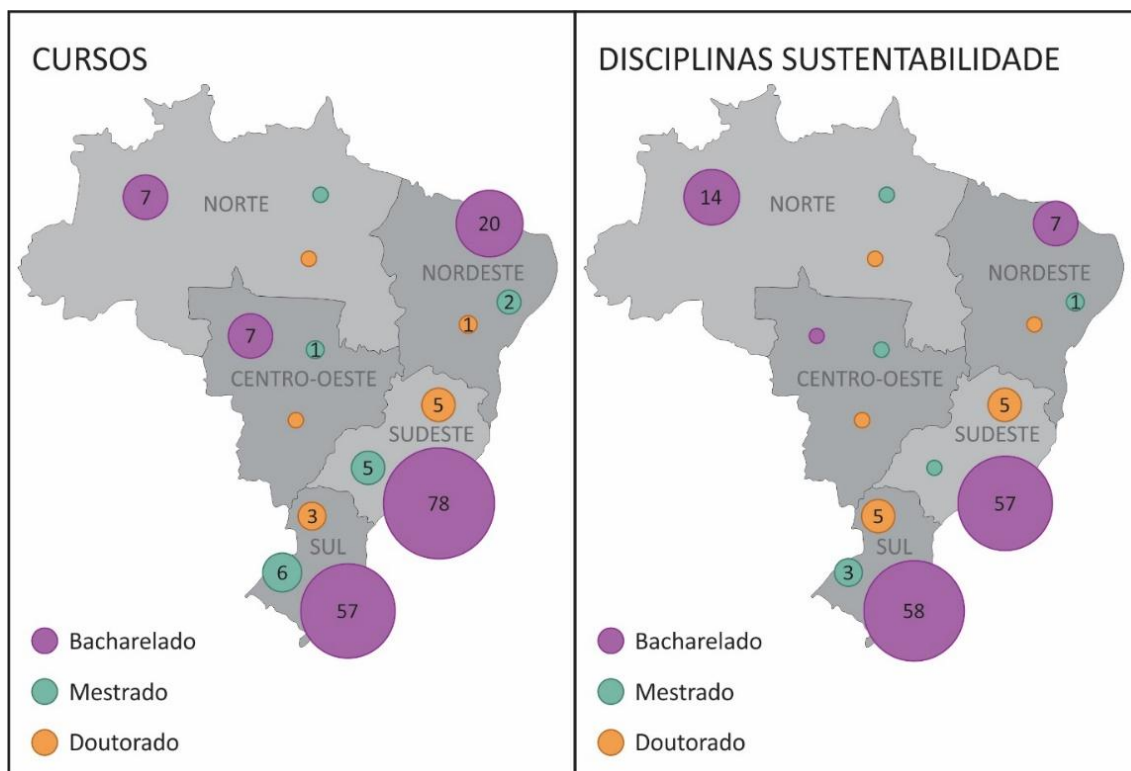 CURSOS
7
NORTE
20
NORDESTE
2
1
7
1
CENTRO-OESTE
5
SUDESTE
5
78
3
SUL
6
57
Bacharelado
Mestrado
Doutorado
DISCIPLINAS SUSTENTABILIDADE
14
NORTE
7
NORDESTE
1
CENTRO-OESTE
5
SUDESTE
57
5
SUL
3
58
Bacharelado
Mestrado
Doutorado